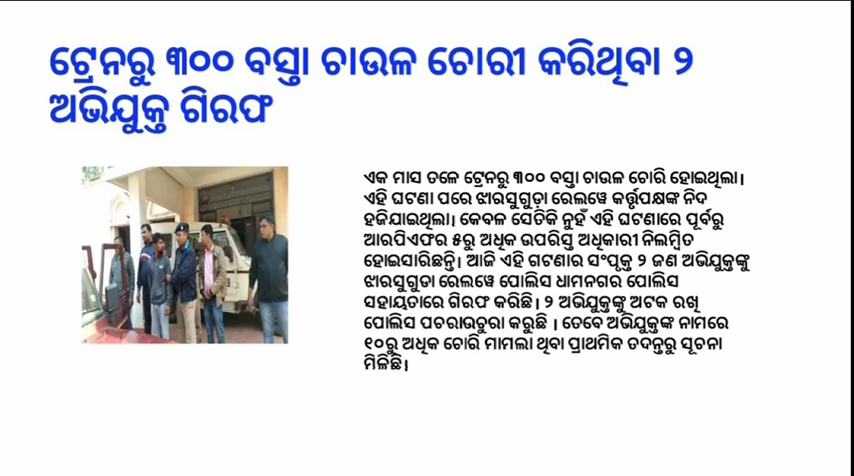 ଟ୍ରେନରୁ ୩୦୦ ବସ୍ତା ଚାଉଳ ଚୋରୀ କରିଥିବା ୨
ଅଭିଯୁକ୍ତ ଗିରଫ
ଏକ ମାସ ତଳେ ଟ୍ରେନରୁ ୩୦୦ ବସ୍ତା ଚାଉଳ ଚୋରି ହୋଇଥିଲା।
ଏହି ଘଟଣା ପରେ ଝାରସୁଗୁଡ଼ା ରେଲୱେ କର୍ତ୍ତୃପକ୍ଷଙ୍କ ନିଦ
ହଜିଯାଇଥିଲା। କେବଳ ସେତିକି ନୁହଁ ଏହି ଘଟଣାରେ ପୂର୍ବରୁ
ଆରପିଏଫର ୫ରୁ ଅଧିକ ଉପରିସ୍ତ ଅଧିକାରୀ ନିଲମ୍ବିତ
ହୋଇସାରିଛନ୍ତି। ଆଜି ଏହି ଗଟଣାର ସଂପୃକ୍ତ ୨ ଜଣ ଅଭିଯୁକ୍ତଙ୍କୁ
ଝାରସୁଗୁଡା ରେଲୱେ ପୋଲିସ ଧାମନଗର ପୋଲିସ
ସହାୟତାରେ ଗିରଫ କରିଛି। ୨ ଅଭିଯୁକ୍ତଙ୍କୁ ଅଟକ ରଖି
ପୋଲିସ ପଚରାଉଚୁରା କରୁଛି । ତେବେ ଅଭିଯୁକ୍ତଙ୍କ ନାମରେ
୧୦ରୁ ଅଧିକ ଚୋରି ମାମଲା ଥିବା ପ୍ରାଥମିକ ତଦନ୍ତରୁ ସୂଚନା
ମିଳିଛି।